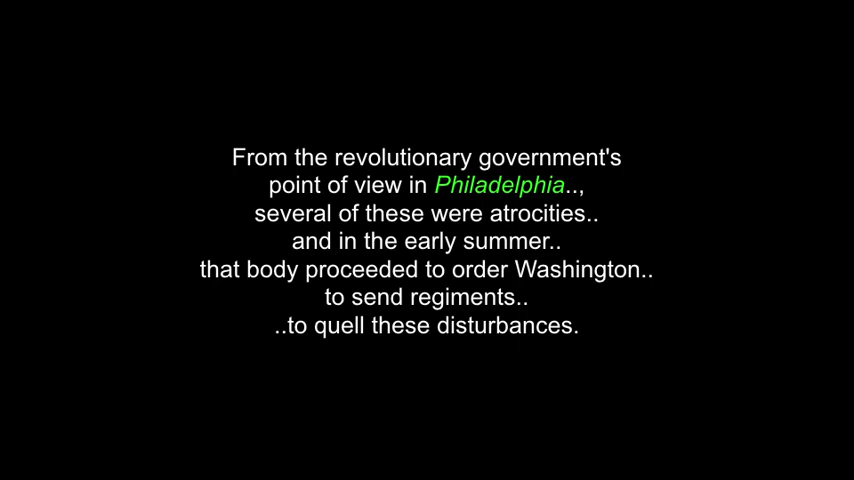 From the revolutionary government's
point of view in Philadelphia..,
several of these were atrocities..
and in the early summer..
that body proceeded to order Washington..
to send regiments..
..to quell these disturbances.